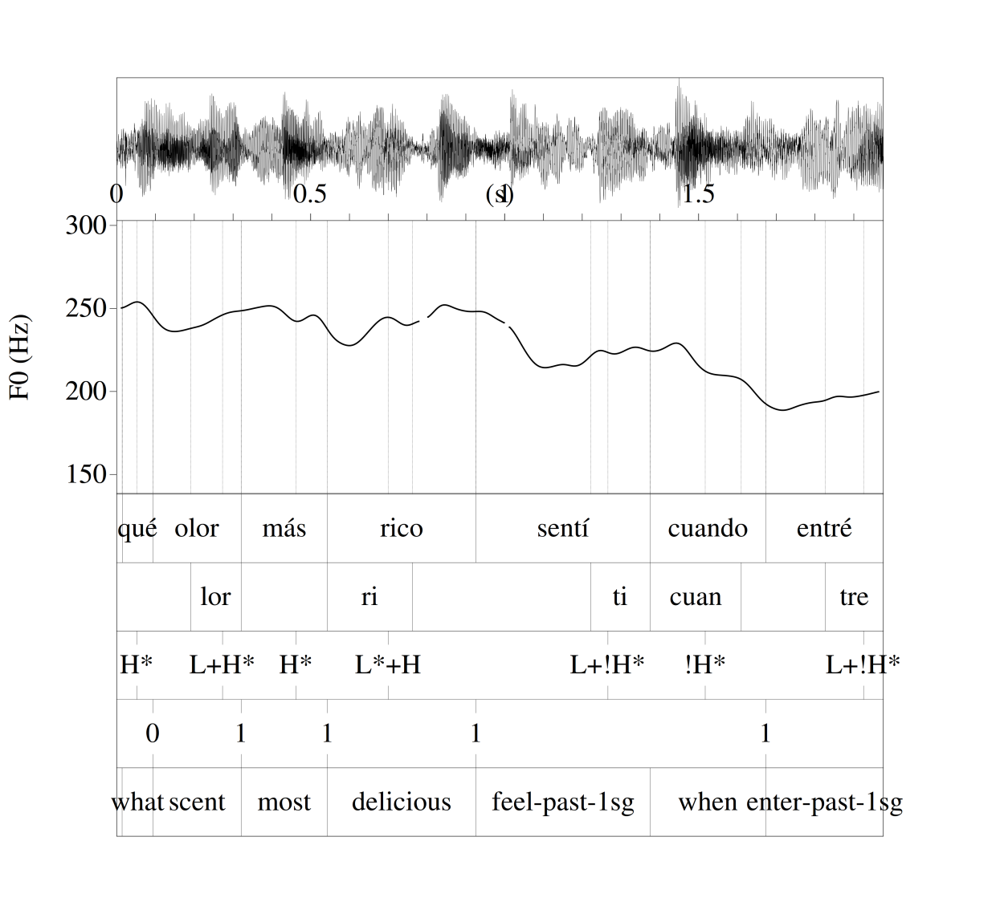 0 0.5 (s) 1 1.5
300
250
200
150
F0 (Hz)
qué olor más rico sentí cuando entré
lor ri ti cuan tre
H* L+H* H* L*+H L+!H* !H* L+!H*
0 1 1 1 1
what scent most delicious feel-past-1sg when enter-past-1sg